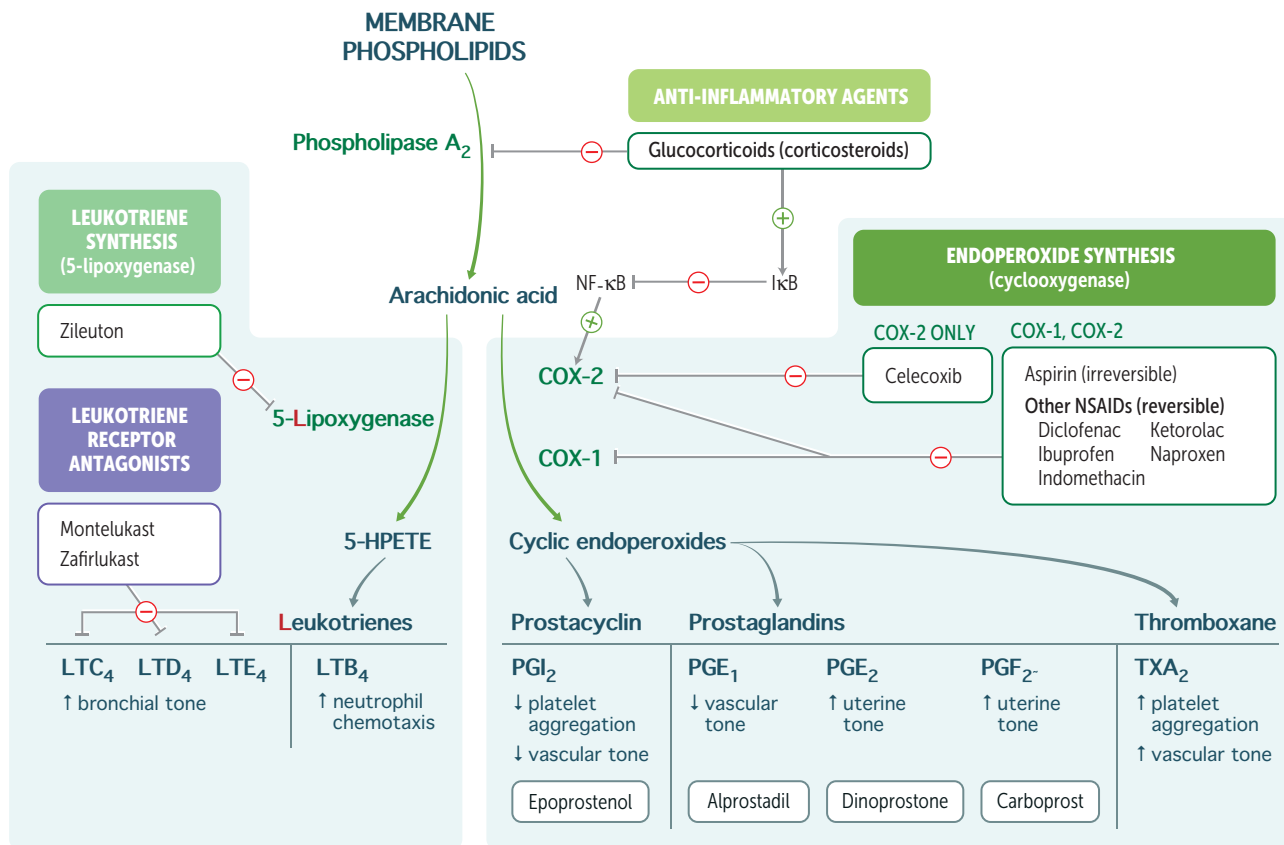 MEMBRANE
PHOSPHOLIPIDS
ANTI-INFLAMMATORY AGENTS
Phospholipase A₂
−
Glucocorticoids (corticosteroids)
LEUKOTRIENE
SYNTHESIS
(5-lipoxygenase)
+
ENDOPEROXIDE SYNTHESIS
(cyclooxygenase)
Arachidonic acid
NF-κB
−
IκB
Zileuton
+
COX-2 ONLY
COX-1, COX-2
−
COX-2
−
Celecoxib
Aspirin (irreversible)
Other NSAIDs (reversible)
Diclofenac Ketorolac
Ibuprofen Naproxen
Indomethacin
LEUKOTRIENE
RECEPTOR
ANTAGONISTS
5-Lipoxygenase
COX-1
−
Montelukast
Zafirlukast
5-HPETE
Cyclic endoperoxides
−
Leukotrienes
Prostacyclin
Prostaglandins
Thromboxane
LTC₄ LTD₄ LTE₄
↑ bronchial tone
LTB₄
↑ neutrophil
chemotaxis
PGI₂
↓ platelet
aggregation
↓ vascular tone
Epoprostenol
PGE₁
↓ vascular
tone
Alprostadil
PGE₂
↑ uterine
tone
Dinoprostone
PGF₂~
↑ uterine
tone
Carboprost
TXA₂
↑ platelet
aggregation
↑ vascular tone